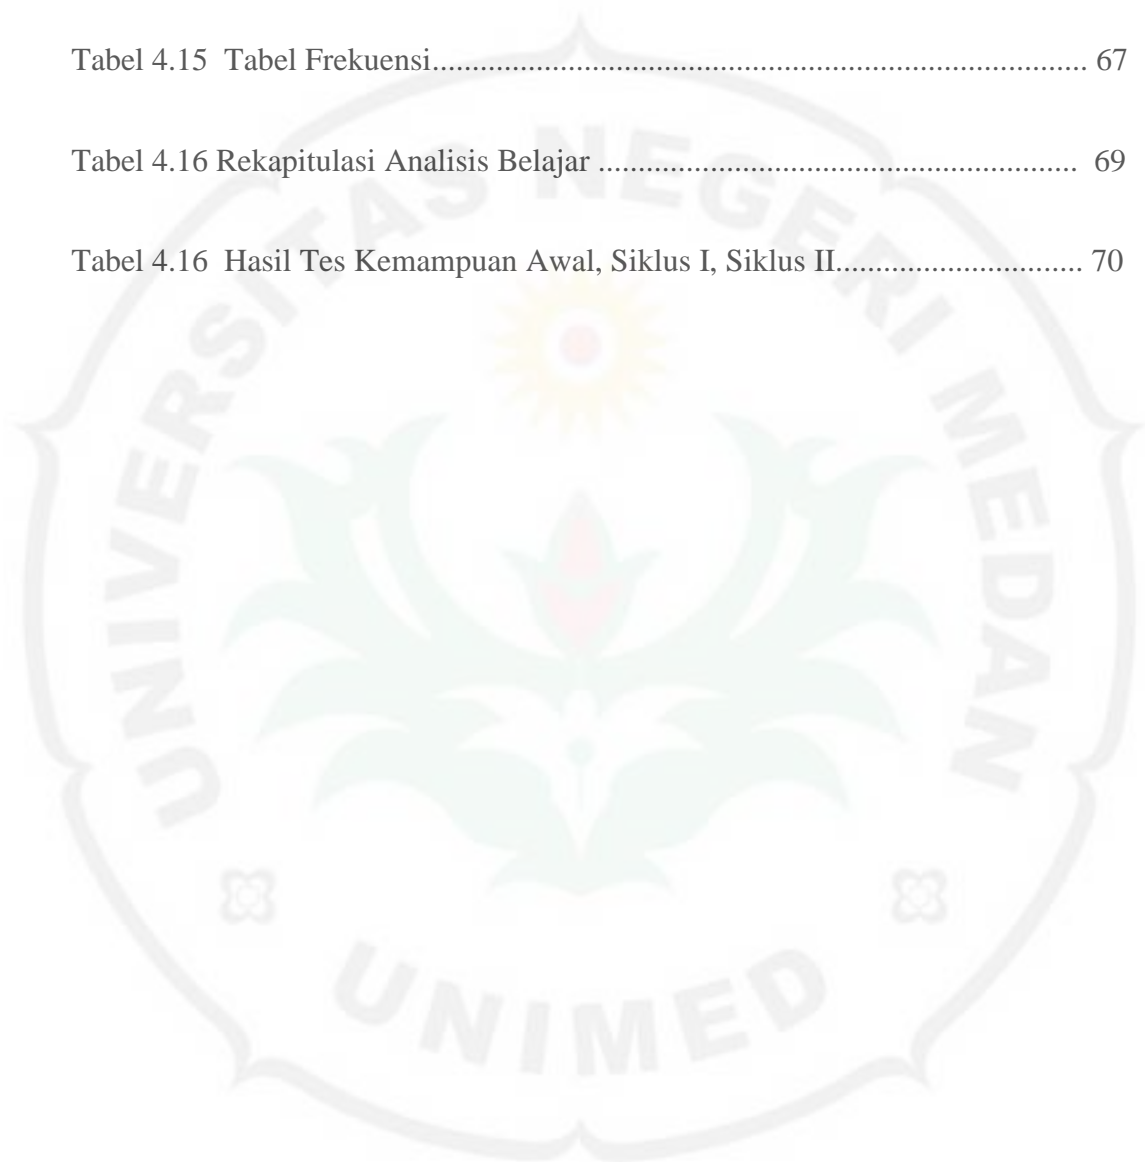 Tabel 4.15  Tabel Frekuensi.................................................................................. 67
Tabel 4.16 Rekapitulasi Analisis Belajar ............................................................ 69
Tabel 4.16  Hasil Tes Kemampuan Awal, Siklus I, Siklus II............................... 70
UNIVERSITAS NEGERI MEDAN
UNIMED